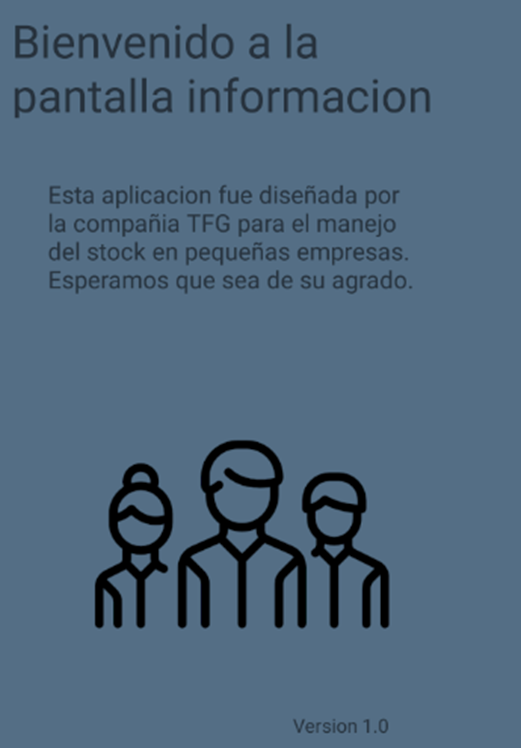 Bienvenido a la
pantalla informacion
Esta aplicacion fue diseñada por
la compañia TFG para el manejo
del stock en pequeñas empresas.
Esperamos que sea de su agrado.
Version 1.0